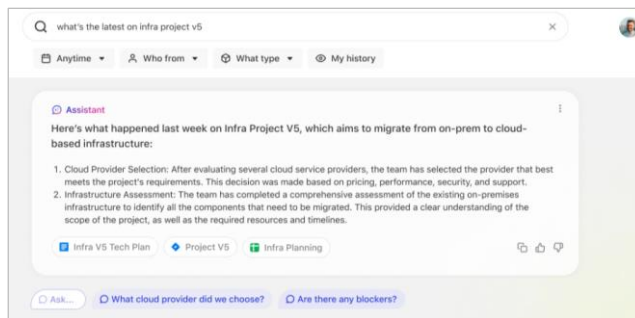 what's the latest on infra project v5
Anytime Who from What type My history
Assistant
Here's what happened last week on Infra Project V5, which aims to migrate from on-prem to cloud-
based infrastructure:
1. Cloud Provider Selection: After evaluating several cloud service providers, the team has selected the provider that best
meets the project's requirements. This decision was made based on pricing, performance, security, and support.
2. Infrastructure Assessment: The team has completed a comprehensive assessment of the existing on-premises
infrastructure to identify all the components that need to be migrated. This provided a clear understanding of the
scope of the project, as well as the required resources and timelines.
Infra V5 Tech Plan Project V5 Infra Planning
Ask... What cloud provider did we choose? Are there any blockers?